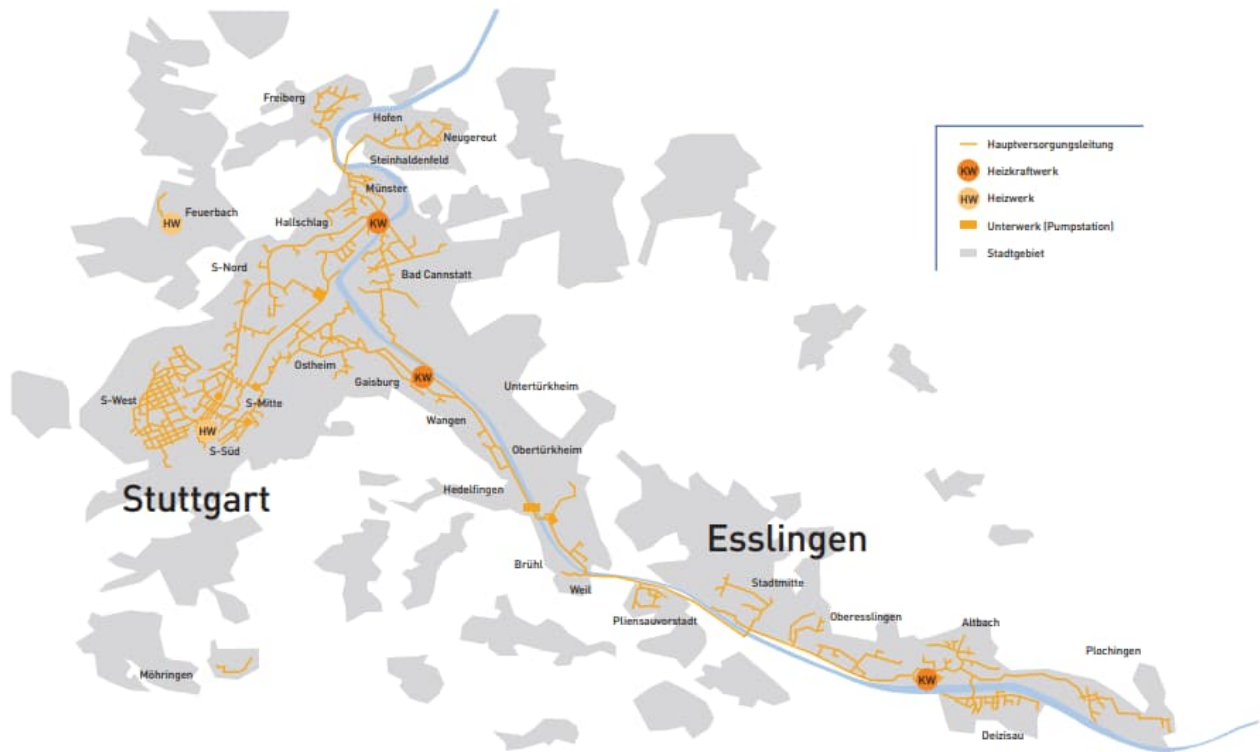 Freiberg
Hofen
Neugereut
Steinhaldenfeld
Münster
Feuerbach
HW
Hallschlag
KW
S-Nord
Bad Cannstatt
Ostheim
Gaisburg
KW
Untertürkheim
S-West
S-Mitte
Wangen
HW
S-Süd
Obertürkheim
Stuttgart
Hedelfingen
Esslingen
Brühl
Weil
Stadtmitte
Pliensauvorstadt
Oberesslingen
Altbach
Plochingen
Möhringen
KW
Deizisau
Hauptversorgungsleitung
KW Heizkraftwerk
HW Heizwerk
Unterwerk (Pumpstation)
Stadtgebiet